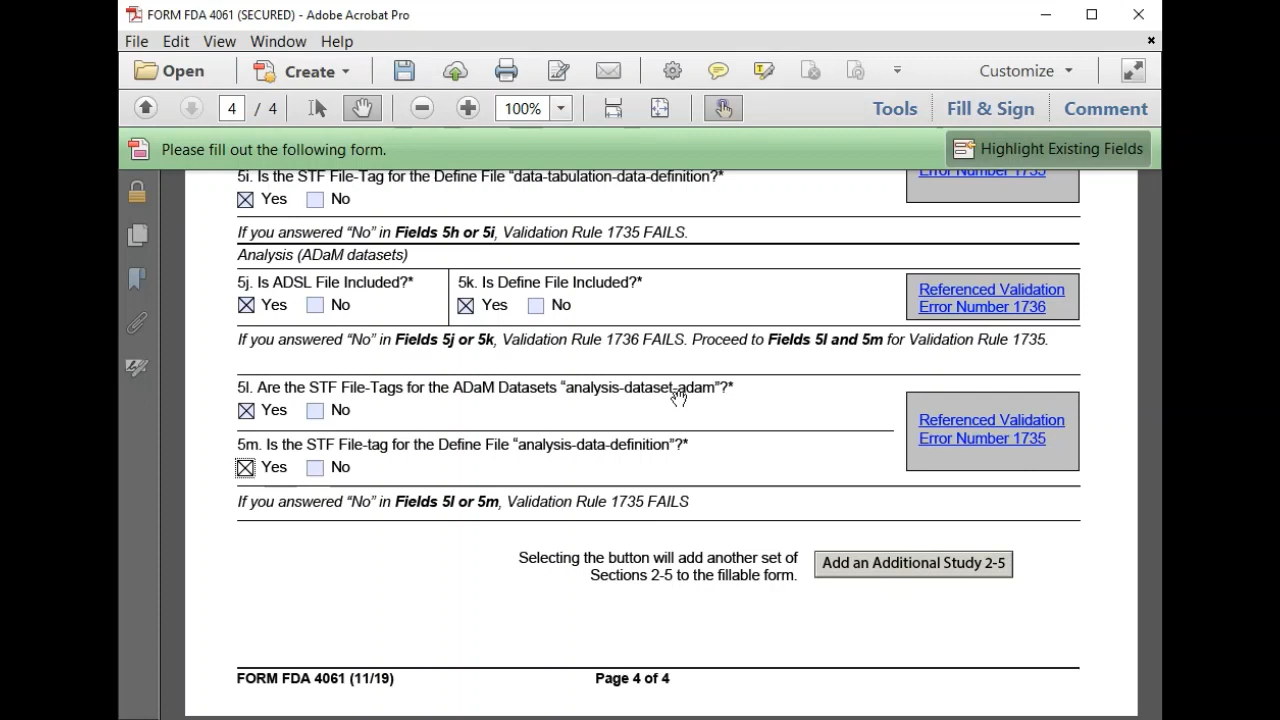 FORM FDA 4061 (SECURED) - Adobe Acrobat Pro
File Edit View Window Help
Open Create Customize
4 / 4 100% Tools Fill & Sign Comment
Please fill out the following form. Highlight Existing Fields
5i. Is the STF File-Tag for the Define File “data-tabulation-data-definition?*
Error Number 1735
Yes No
If you answered “No” in Fields 5h or 5i, Validation Rule 1735 FAILS.
Analysis (ADaM datasets)
5j. Is ADSL File Included?* 5k. Is Define File Included?*
Yes No Yes No
Referenced Validation
Error Number 1736
If you answered “No” in Fields 5j or 5k, Validation Rule 1736 FAILS. Proceed to Fields 5l and 5m for Validation Rule 1735.
5l. Are the STF File-Tags for the ADaM Datasets “analysis-dataset-adam”?*
Yes No
Referenced Validation
Error Number 1735
5m. Is the STF File-tag for the Define File “analysis-data-definition”?*
Yes No
If you answered “No” in Fields 5l or 5m, Validation Rule 1735 FAILS
Selecting the button will add another set of
Sections 2-5 to the fillable form.
Add an Additional Study 2-5
FORM FDA 4061 (11/19) Page 4 of 4